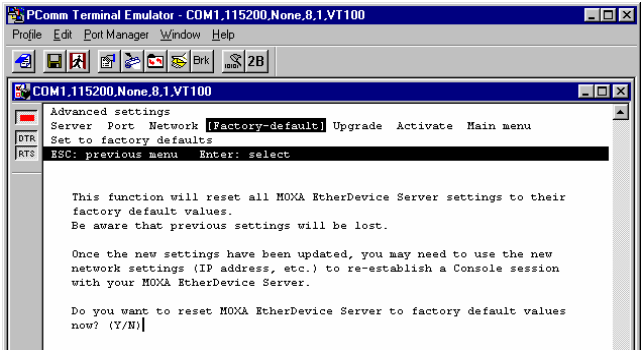 PComm Terminal Emulator - COM1,115200,None,8,1,VT100
Profile Edit Port Manager Window Help
Brk 2B
COM1,115200,None,8,1,VT100
DTR
RTS
Advanced settings
Server Port Network [Factory-default] Upgrade Activate Main menu
Set to factory defaults
ESC: previous menu Enter: select
This function will reset all MOXA EtherDevice Server settings to their
factory default values.
Be aware that previous settings will be lost.
Once the new settings have been updated, you may need to use the new
network settings (IP address, etc.) to re-establish a Console session
with your MOXA EtherDevice Server.
Do you want to reset MOXA EtherDevice Server to factory default values
now? (Y/N)